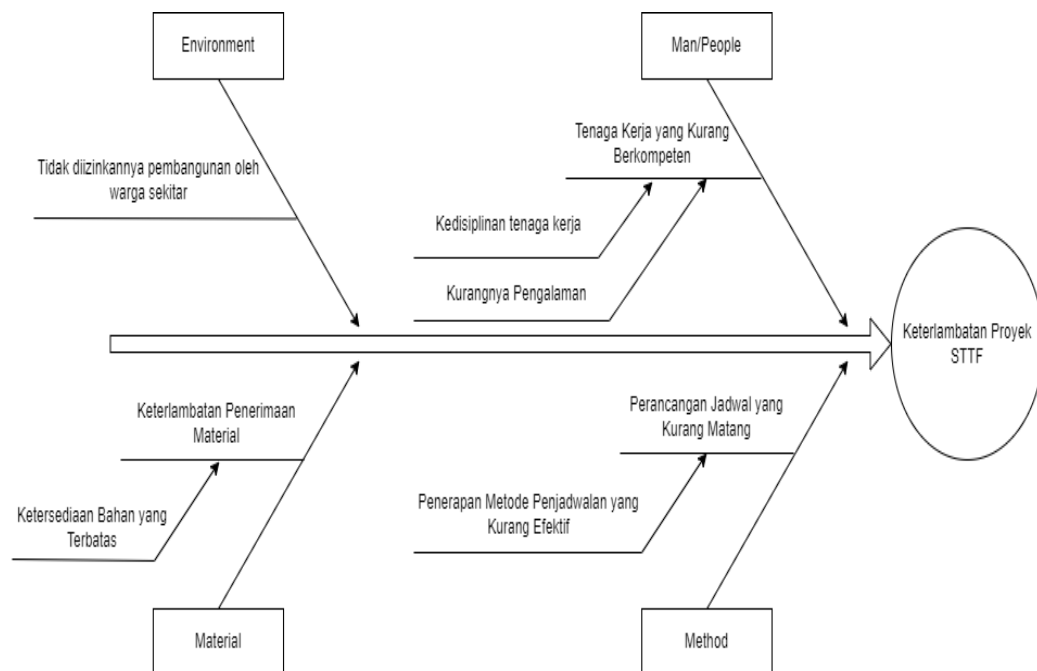 Environment
Man/People
Tenaga Kerja yang Kurang
Berkompeten
Tidak diizinkannya pembangunan oleh
warga sekitar
Kedisiplinan tenaga kerja
Kurangnya Pengalaman
Keterlambatan Proyek
STTF
Keterlambatan Penerimaan
Material
Perancangan Jadwal yang
Kurang Matang
Ketersediaan Bahan yang
Terbatas
Penerapan Metode Penjadwalan yang
Kurang Efektif
Material
Method